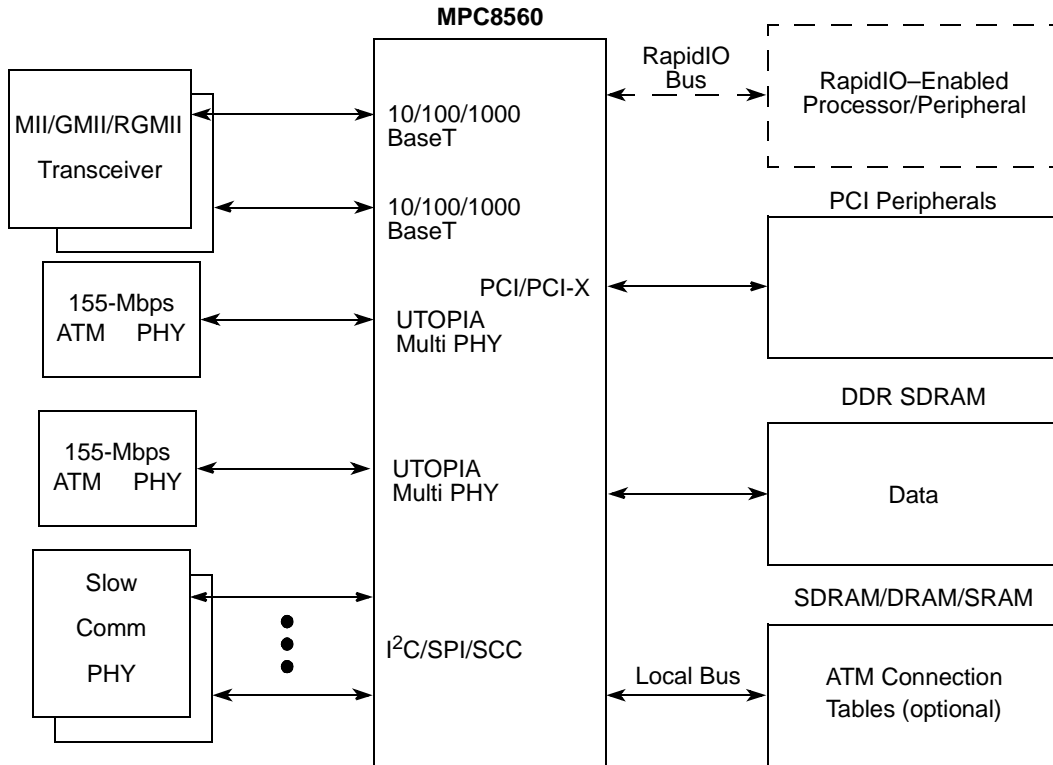 MPC8560
MII/GMII/RGMII
Transceiver
10/100/1000
BaseT
10/100/1000
BaseT
155-Mbps
ATM PHY
UTOPIA
Multi PHY
155-Mbps
ATM PHY
UTOPIA
Multi PHY
Slow
Comm
PHY
I²C/SPI/SCC
RapidIO
Bus
RapidIO–Enabled
Processor/Peripheral
PCI Peripherals
PCI/PCI-X
DDR SDRAM
Data
SDRAM/DRAM/SRAM
Local Bus
ATM Connection
Tables (optional)